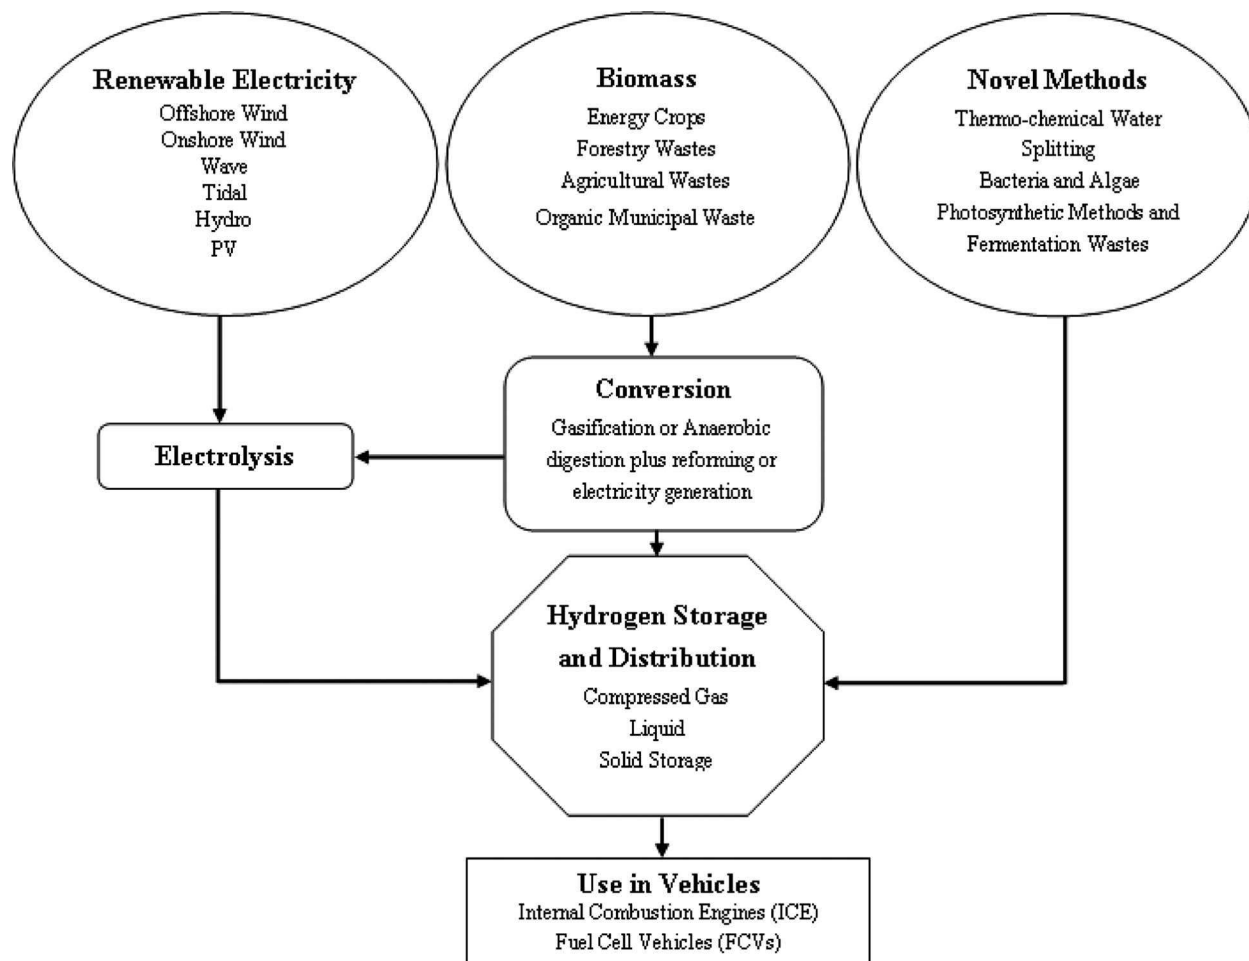 Renewable Electricity
Offshore Wind
Onshore Wind
Wave
Tidal
Hydro
PV
Biomass
Energy Crops
Forestry Wastes
Agricultural Wastes
Organic Municipal Waste
Novel Methods
Thermo-chemical Water
Splitting
Bacteria and Algae
Photosynthetic Methods and
Fermentation Wastes
Conversion
Gasification or Anaerobic
digestion plus reforming or
electricity generation
Electrolysis
Hydrogen Storage
and Distribution
Compressed Gas
Liquid
Solid Storage
Use in Vehicles
Internal Combustion Engines (ICE)
Fuel Cell Vehicles (FCVs)